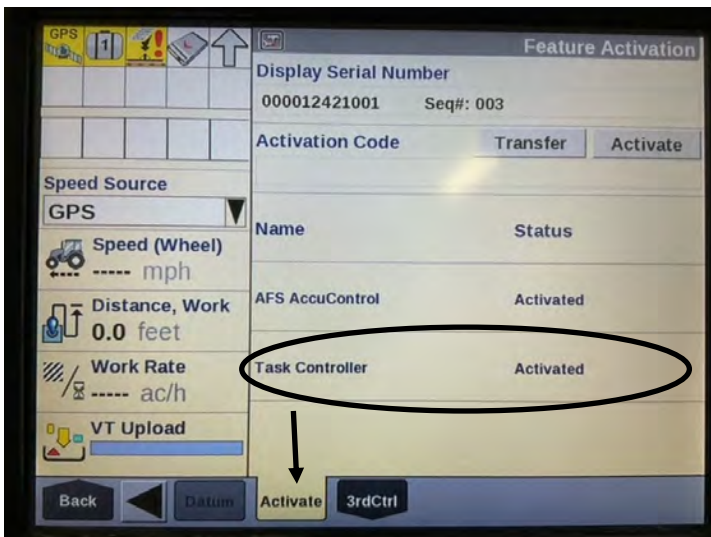 GPS
1
Feature Activation
Display Serial Number
000012421001 Seq#: 003
Activation Code Transfer Activate
Speed Source
GPS
Name Status
Speed (Wheel)
----- mph
Distance, Work
0.0 feet
AFS AccuControl Activated
Work Rate
----- ac/h
Task Controller Activated
VT Upload
Back Datum Activate 3rdCtrl